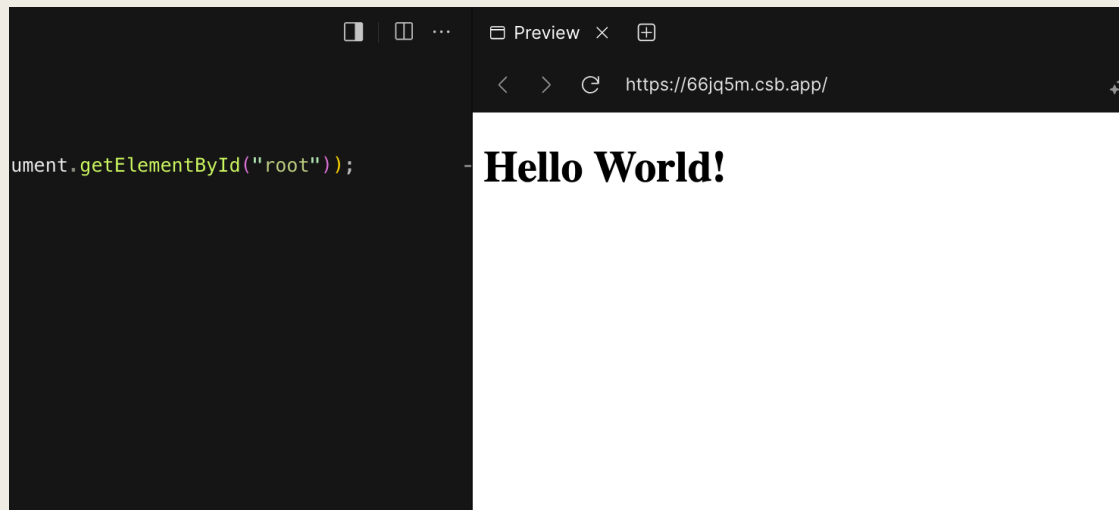 Preview
https://66jq5m.csb.app/
ument.getElementById("root"));
Hello World!